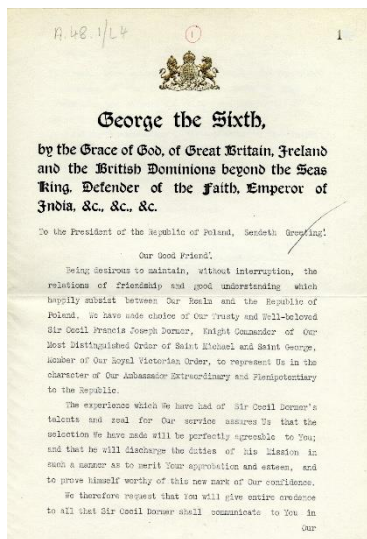 A.48.1/L4
1
1
George the Sixth,
by the Grace of God, of Great Britain, Ireland
and the British Dominions beyond the Seas
King, Defender of the Faith, Emperor of
India, &c., &c., &c.
To the President of the Republic of Poland, Sendeth Greeting!
Our Good Friend!
Being desirous to maintain, without interruption, the
relations of friendship and good understanding which
happily subsist between Our Realm and the Republic of
Poland, We have made choice of Our Trusty and Well-beloved
Sir Cecil Francis Joseph Dormer, Knight Commander of Our
Most Distinguished Order of Saint Michael and Saint George,
Member of Our Royal Victorian Order, to represent Us in the
character of Our Ambassador Extraordinary and Plenipotentiary
to the Republic.
The experience which We have had of Sir Cecil Dormer's
talents and zeal for Our service assures Us that the
selection We have made will be perfectly agreeable to You;
and that he will discharge the duties of his Mission in
such a manner as to merit Your approbation and esteem, and
to prove himself worthy of this new mark of Our confidence.
We therefore request that You will give entire credence
to all that Sir Cecil Dormer shall communicate to You in
Our